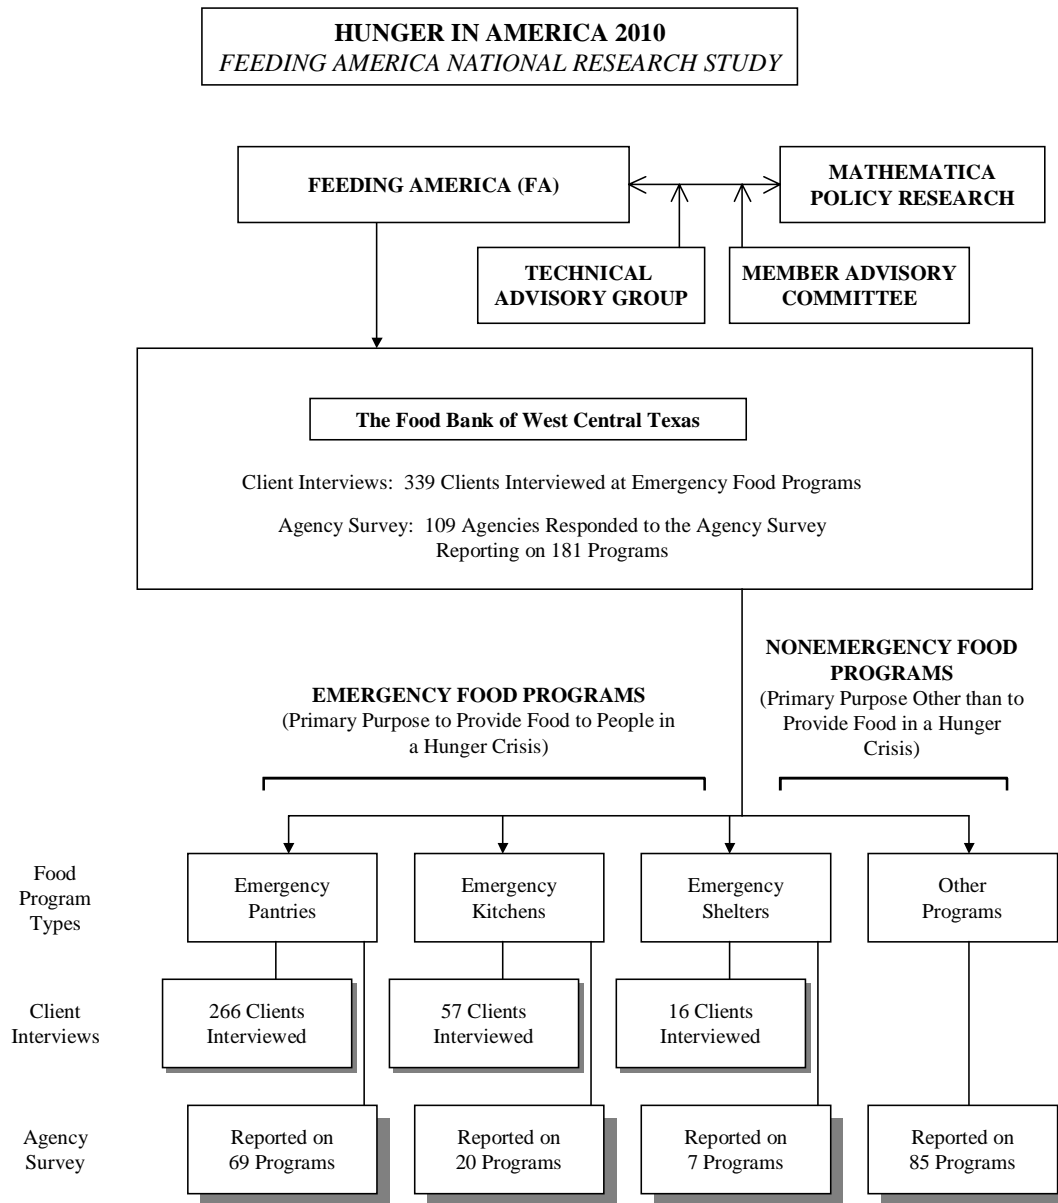 HUNGER IN AMERICA 2010
FEEDING AMERICA NATIONAL RESEARCH STUDY
FEEDING AMERICA (FA)
MATHEMATICA
POLICY RESEARCH
TECHNICAL
ADVISORY GROUP
MEMBER ADVISORY
COMMITTEE
The Food Bank of West Central Texas
Client Interviews: 339 Clients Interviewed at Emergency Food Programs
Agency Survey: 109 Agencies Responded to the Agency Survey
Reporting on 181 Programs
EMERGENCY FOOD PROGRAMS
(Primary Purpose to Provide Food to People in
a Hunger Crisis)
NONEMERGENCY FOOD
PROGRAMS
(Primary Purpose Other than to
Provide Food in a Hunger
Crisis)
Food
Program
Types
Emergency
Pantries
Emergency
Kitchens
Emergency
Shelters
Other
Programs
Client
Interviews
266 Clients
Interviewed
57 Clients
Interviewed
16 Clients
Interviewed
Agency
Survey
Reported on
69 Programs
Reported on
20 Programs
Reported on
7 Programs
Reported on
85 Programs